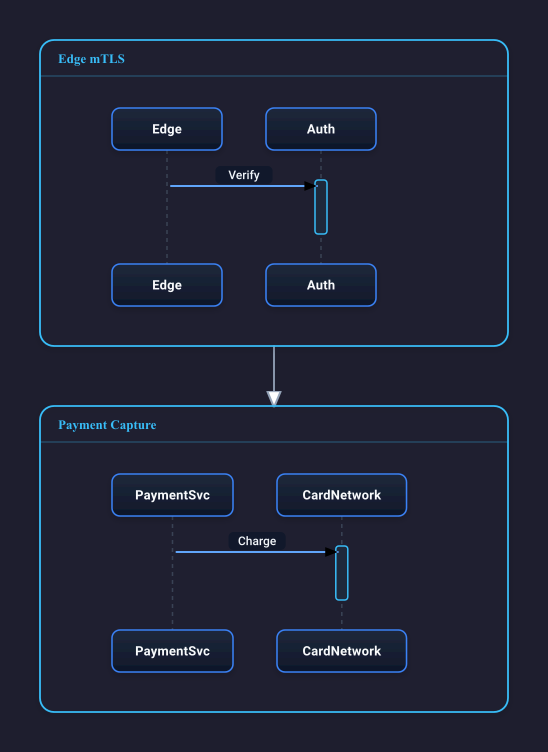 Edge mTLS
Edge
Auth
Verify
Edge
Auth
Payment Capture
PaymentSvc
CardNetwork
Charge
PaymentSvc
CardNetwork